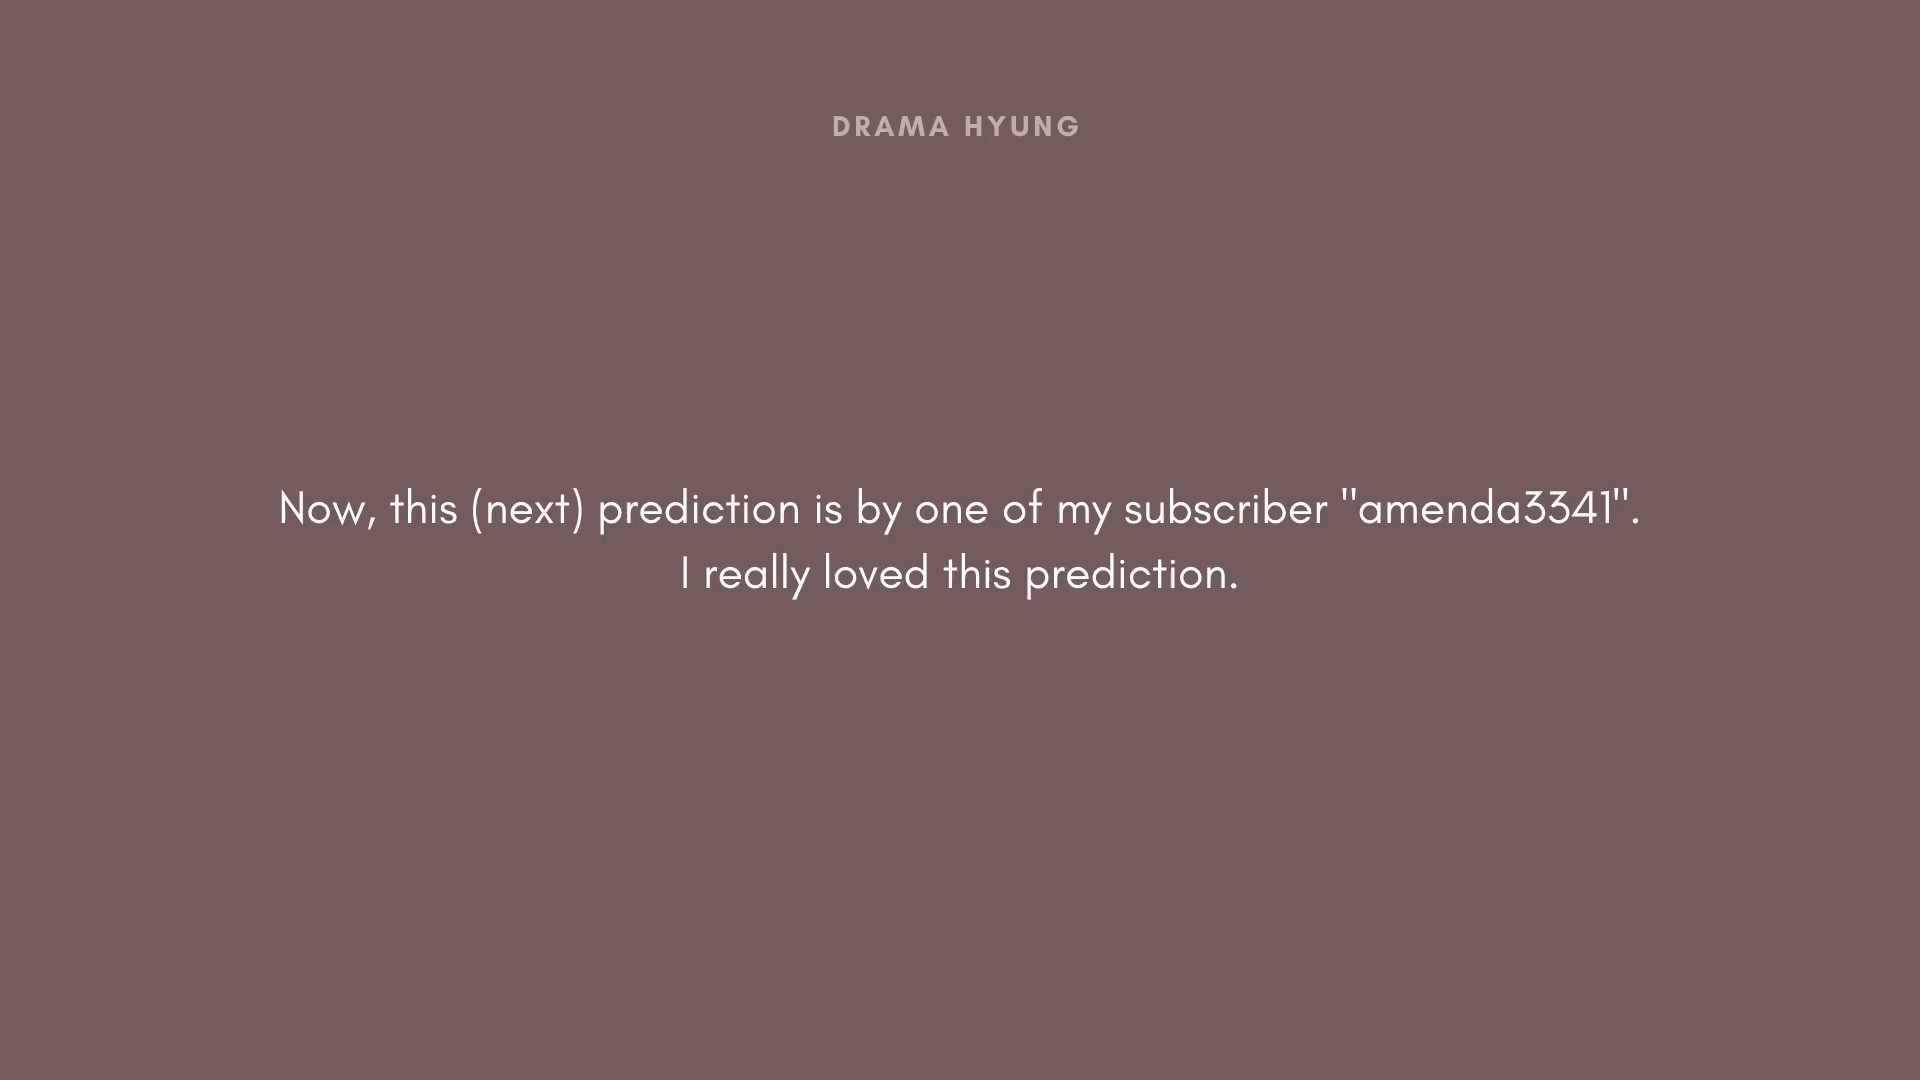 DRAMA HYUNG
Now, this (next) prediction is by one of my subscriber "amenda3341".
I really loved this prediction.